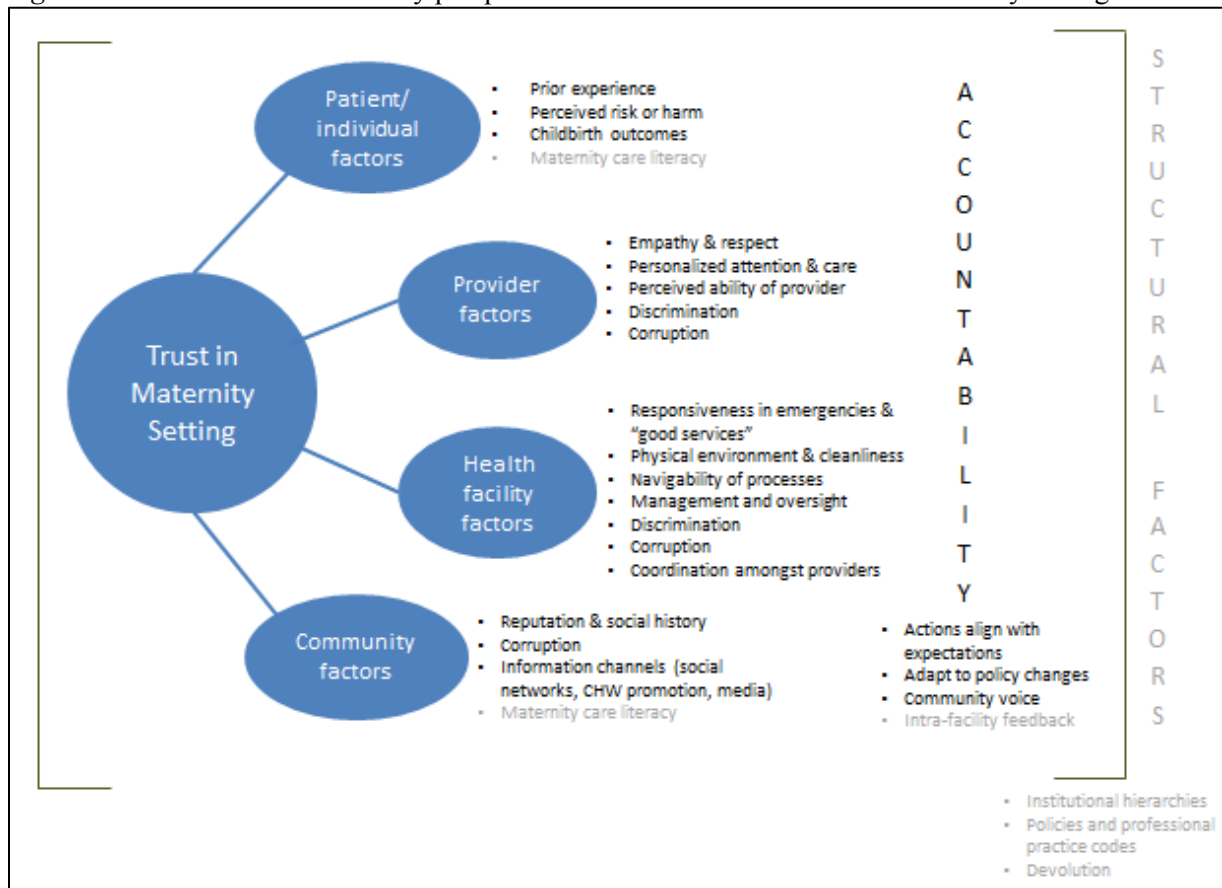 Patient/
individual
factors
▪ Prior experience
▪ Perceived risk or harm
▪ Childbirth outcomes
▪ Maternity care literacy
Provider
factors
▪ Empathy & respect
▪ Personalized attention & care
▪ Perceived ability of provider
▪ Discrimination
▪ Corruption
Trust in
Maternity
Setting
Health
facility
factors
▪ Responsiveness in emergencies &
“good services”
▪ Physical environment & cleanliness
▪ Navigability of processes
▪ Management and oversight
▪ Discrimination
▪ Corruption
▪ Coordination amongst providers
Community
factors
▪ Reputation & social history
▪ Corruption
▪ Information channels (social
networks, CHW promotion, media)
▪ Maternity care literacy
ACCOUNTABILITY
▪ Actions align with
expectations
▪ Adapt to policy changes
▪ Community voice
▪ Intra-facility feedback
STRUCTURAL FACTORS
▪ Institutional hierarchies
▪ Policies and professional
practice codes
▪ Devolution